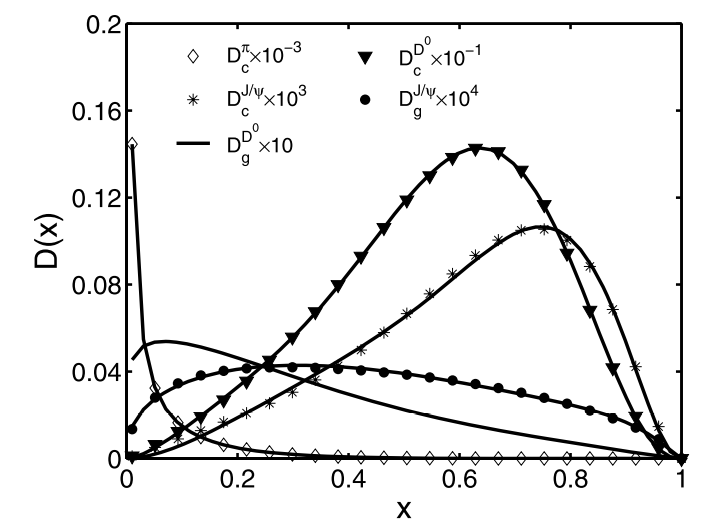 0.2
◇ D_c^π×10^−3 ▼ D_c^{D^0}×10^−1
0.16
✳ D_c^{J/ψ}×10^3 ● D_g^{J/ψ}×10^4
— D_g^{D^0}×10
0.12
D(x)
0.08
0.04
0
0 0.2 0.4 0.6 0.8 1
x